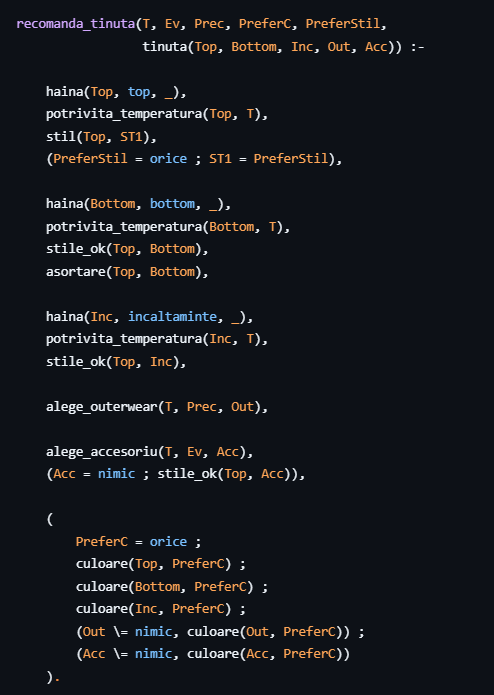 recomanda_tinuta(T, Ev, Prec, PreferC, PreferStil,
                 tinuta(Top, Bottom, Inc, Out, Acc)) :-

    haina(Top, top, _),
    potrivita_temperatura(Top, T),
    stil(Top, ST1),
    (PreferStil = orice ; ST1 = PreferStil),

    haina(Bottom, bottom, _),
    potrivita_temperatura(Bottom, T),
    stile_ok(Top, Bottom),
    asortare(Top, Bottom),

    haina(Inc, incaltaminte, _),
    potrivita_temperatura(Inc, T),
    stile_ok(Top, Inc),

    alege_outerwear(T, Prec, Out),

    alege_accesoriu(T, Ev, Acc),
    (Acc = nimic ; stile_ok(Top, Acc)),

    (
        PreferC = orice ;
        culoare(Top, PreferC) ;
        culoare(Bottom, PreferC) ;
        culoare(Inc, PreferC) ;
        (Out \= nimic, culoare(Out, PreferC)) ;
        (Acc \= nimic, culoare(Acc, PreferC))
    ).